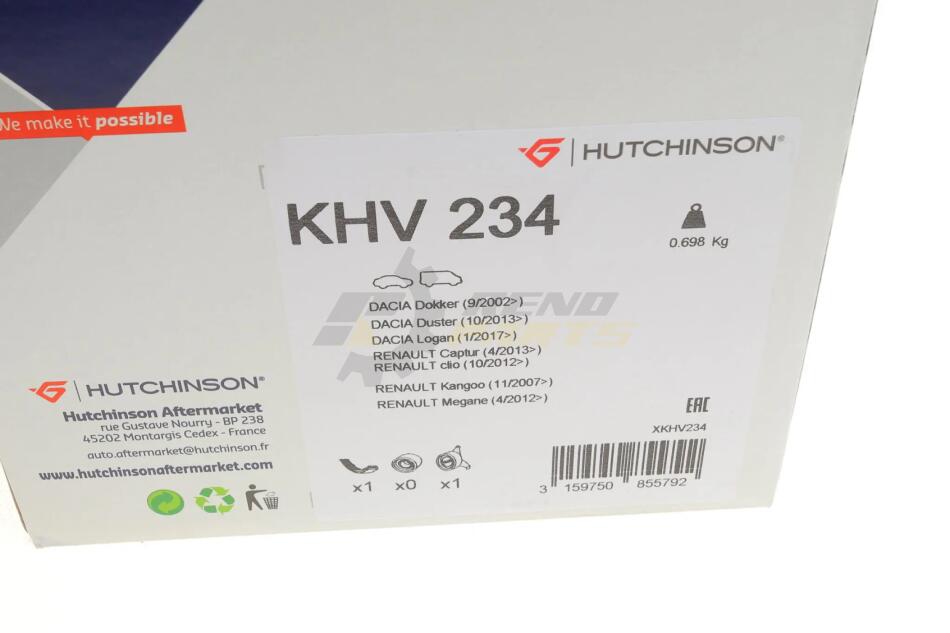 We make it possible
HUTCHINSON®
KHV 234
0.698 Kg
DACIA Dokker (9/2002>)
DACIA Duster (10/2013>)
DACIA Logan (1/2017>)
RENAULT Captur (4/2013>)
RENAULT clio (10/2012>)
RENAULT Kangoo (11/2007>)
RENAULT Megane (4/2012>)
RENO
PARTS
EAC
XKHV234
x1 x0 x1
3 159750 855792
HUTCHINSON®
Hutchinson Aftermarket
rue Gustave Nourry - BP 238
45202 Montargis Cedex - France
auto.aftermarket@hutchinson.fr
www.hutchinsonaftermarket.com